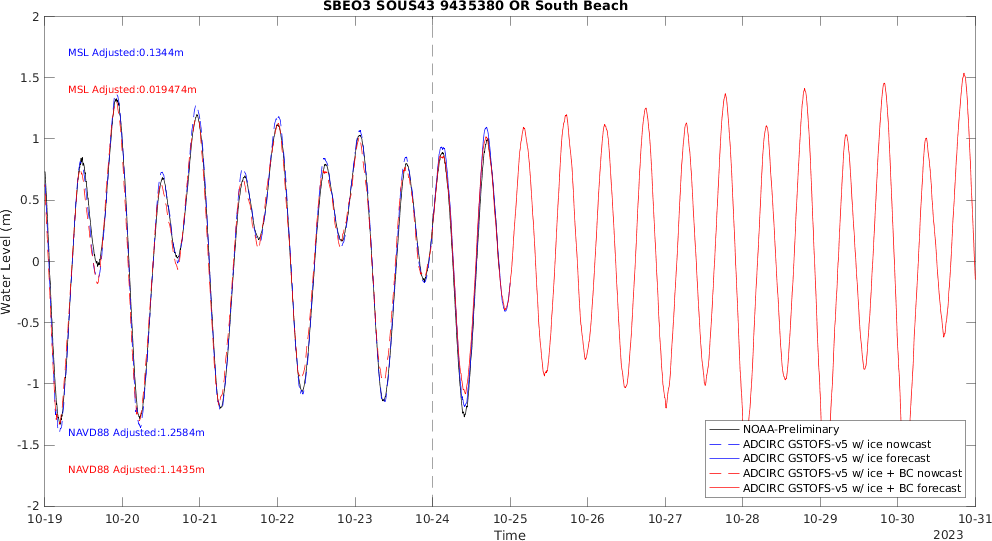 SBEO3 SOUS43 9435380 OR South Beach
2
1.5
1
0.5
0
-0.5
-1
-1.5
-2
Water Level (m)
MSL Adjusted:0.1344m
MSL Adjusted:0.019474m
NAVD88 Adjusted:1.2584m
NAVD88 Adjusted:1.1435m
NOAA-Preliminary
ADCIRC GSTOFS-v5 w/ ice nowcast
ADCIRC GSTOFS-v5 w/ ice forecast
ADCIRC GSTOFS-v5 w/ ice + BC nowcast
ADCIRC GSTOFS-v5 w/ ice + BC forecast
10-19 10-20 10-21 10-22 10-23 10-24 10-25 10-26 10-27 10-28 10-29 10-30 10-31
Time
2023